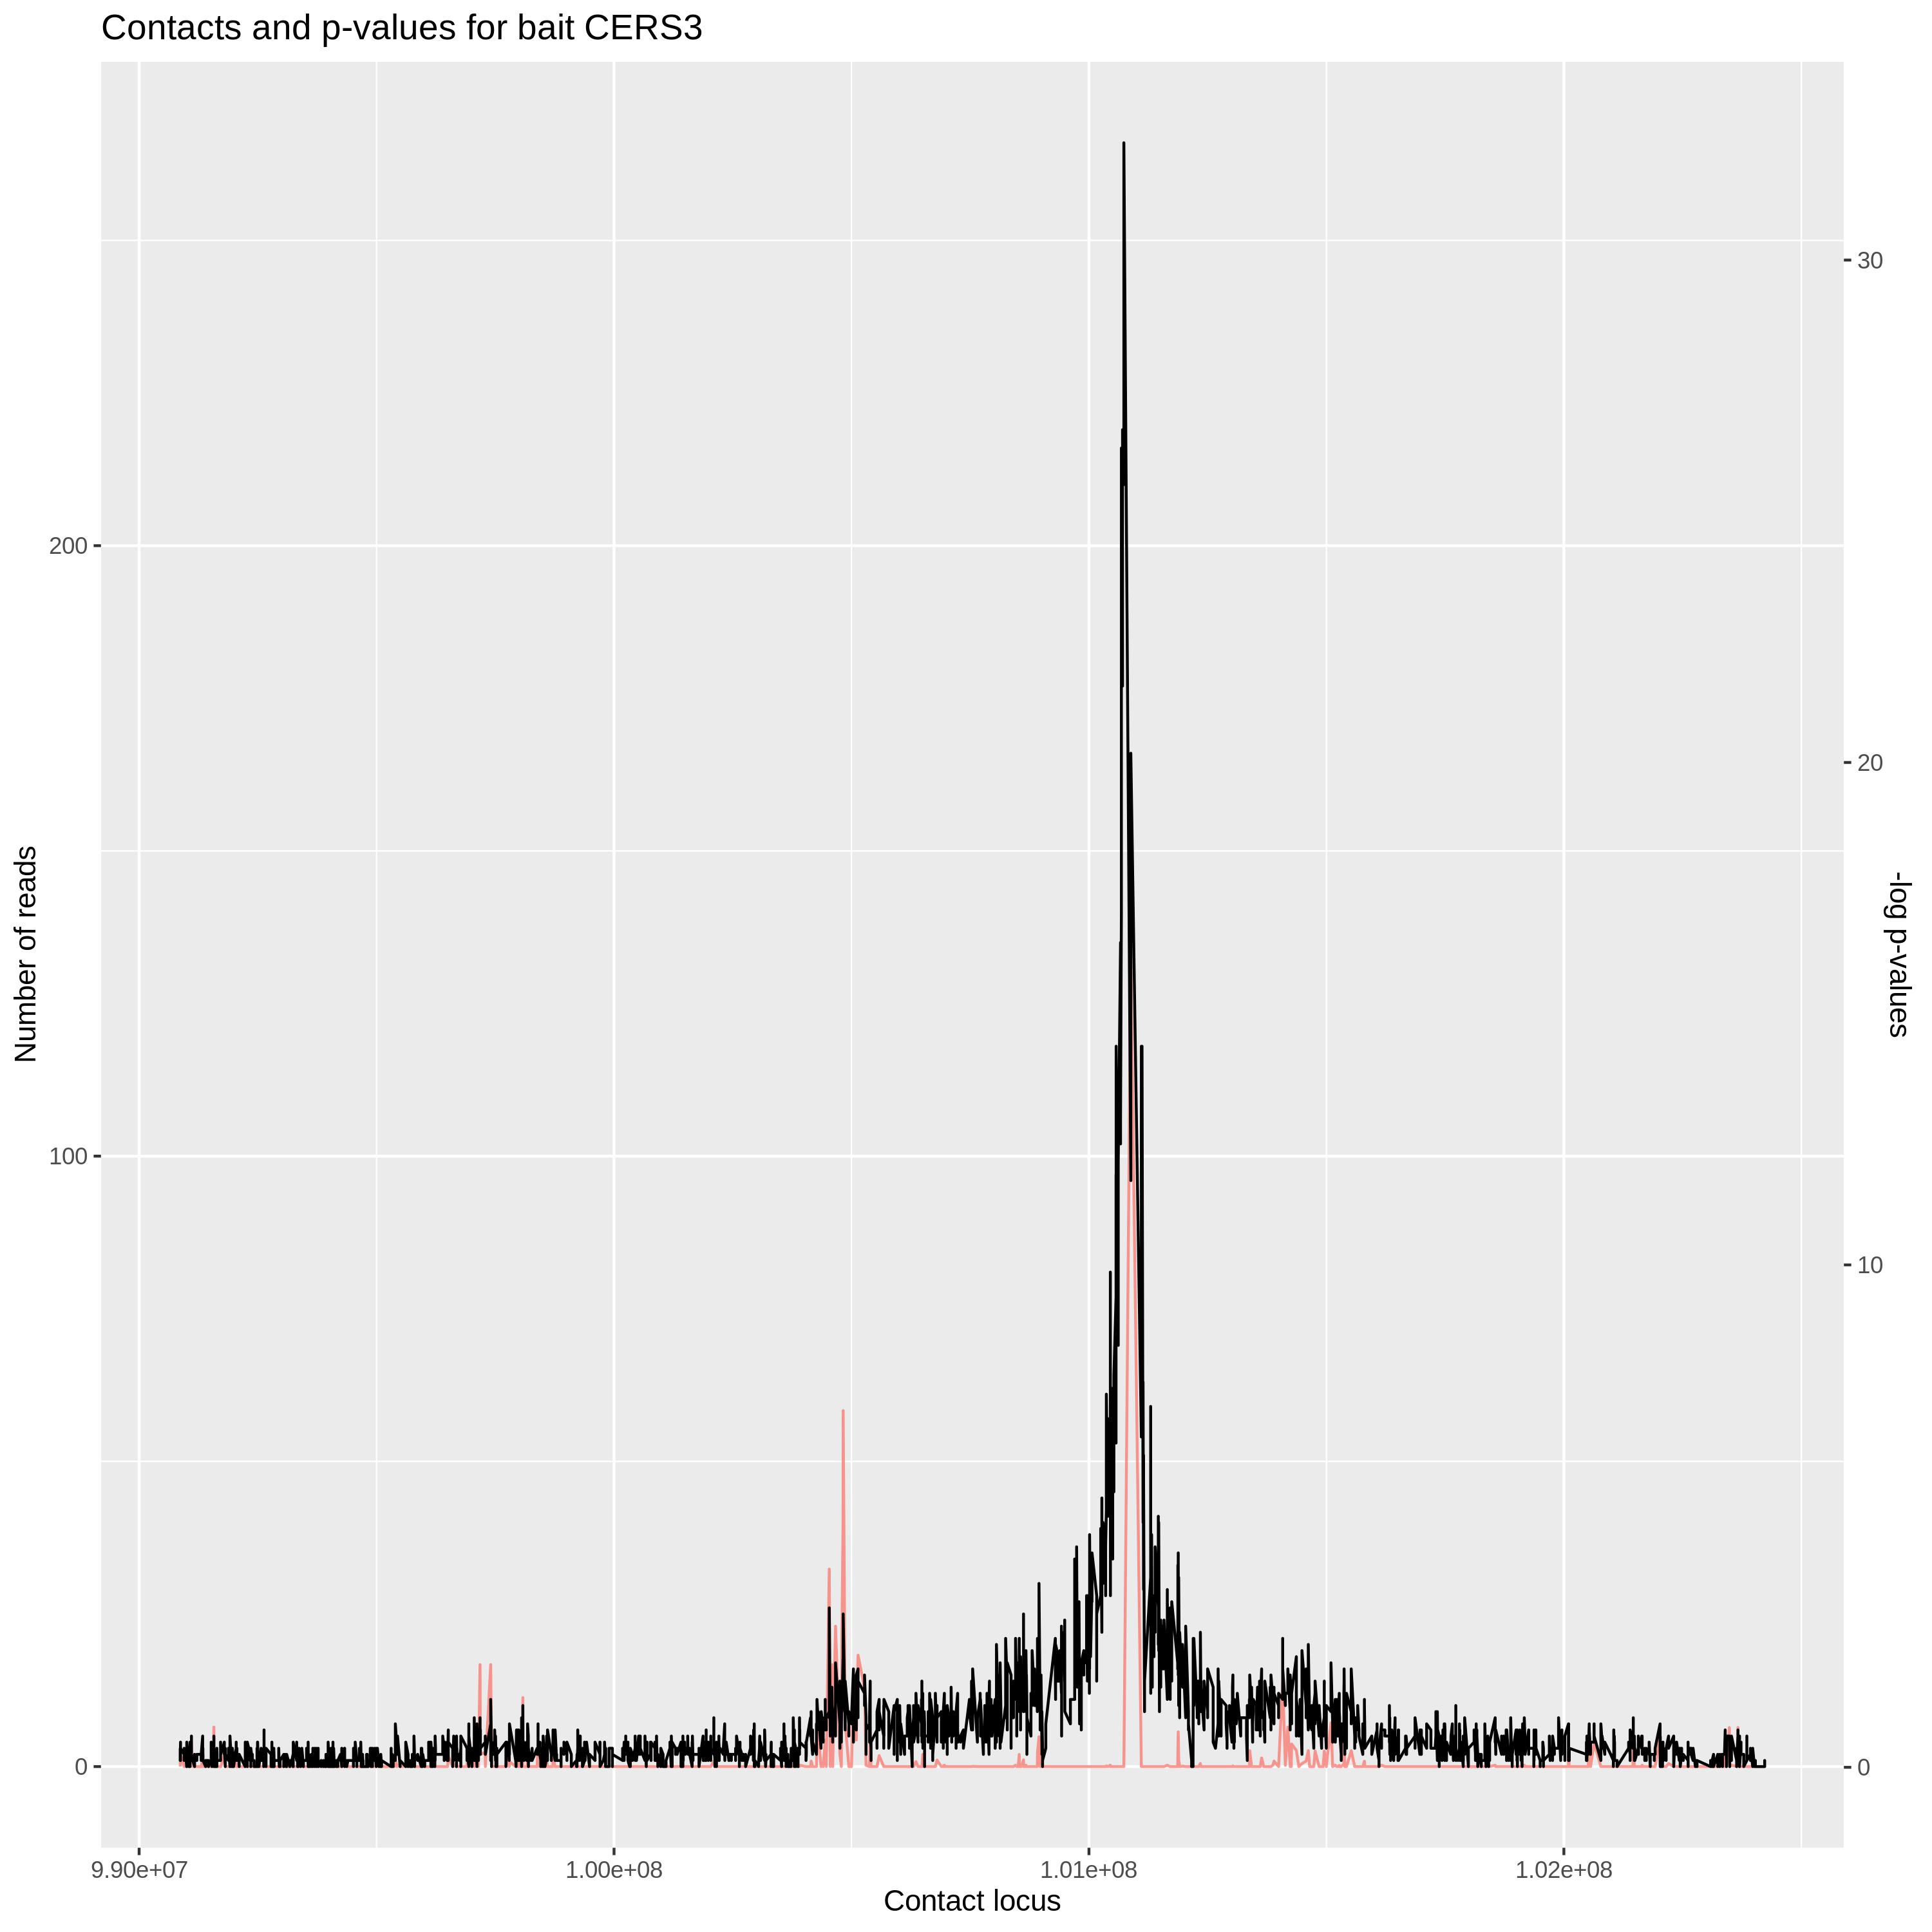 Contacts and p-values for bait CERS3
Number of reads
200
100
0
30
20
10
0
-log p-values
9.90e+07
1.00e+08
1.01e+08
1.02e+08
Contact locus